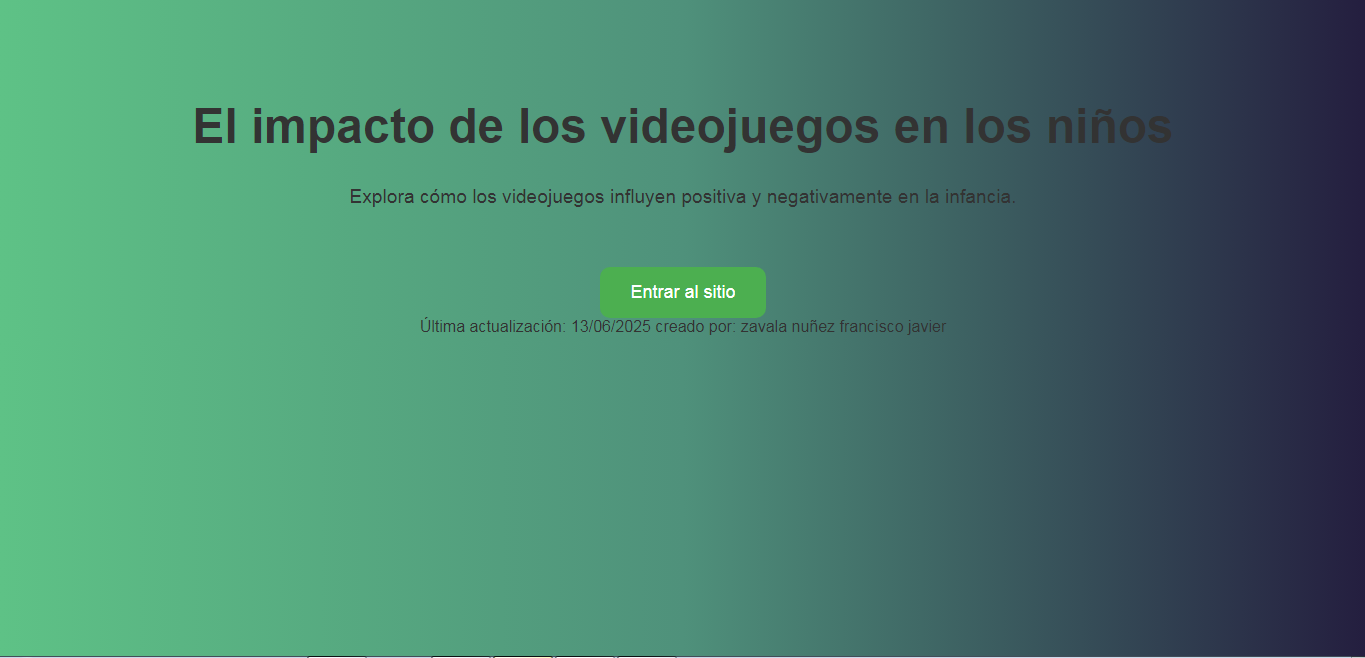 El impacto de los videojuegos en los niños
Explora cómo los videojuegos influyen positiva y negativamente en la infancia.
Entrar al sitio
Última actualización: 13/06/2025 creado por: zavala nuñez francisco javier